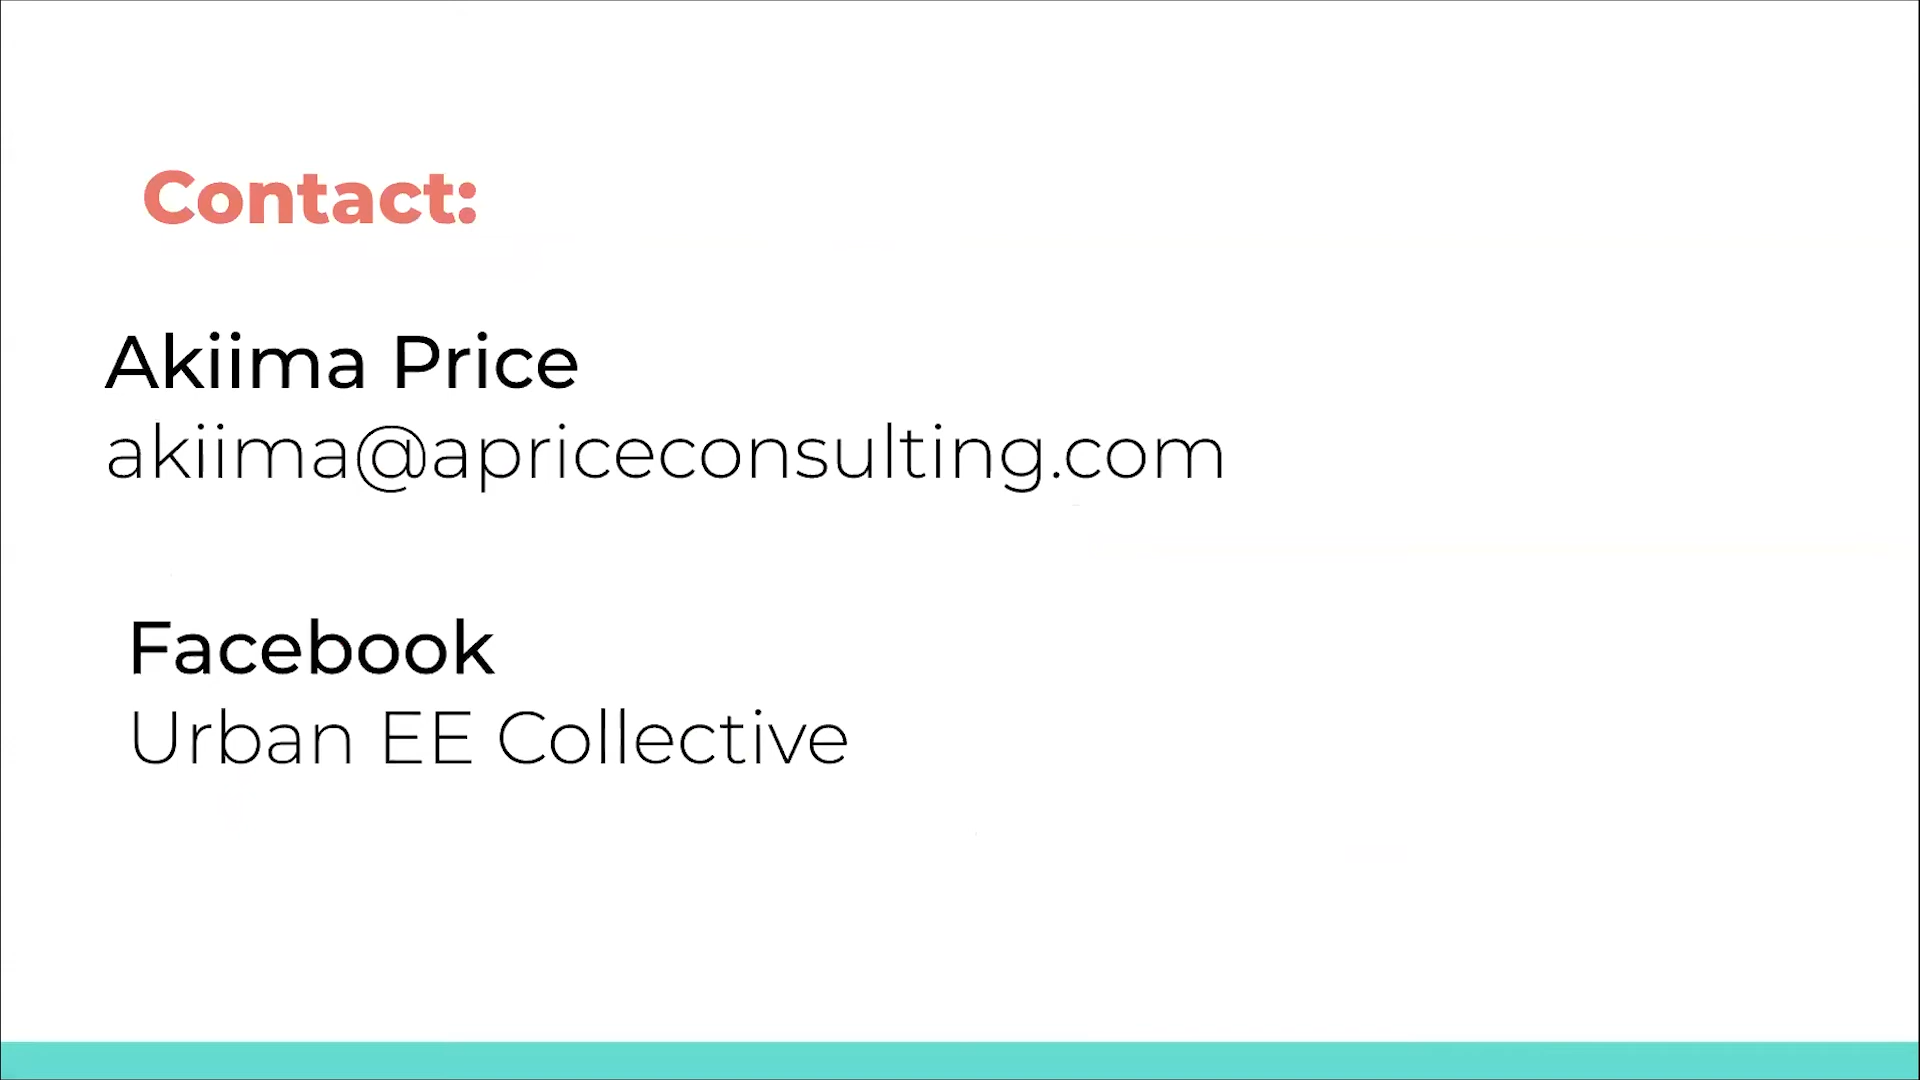 Contact:
Akiima Price
akiima@apriceconsulting.com
Facebook
Urban EE Collective